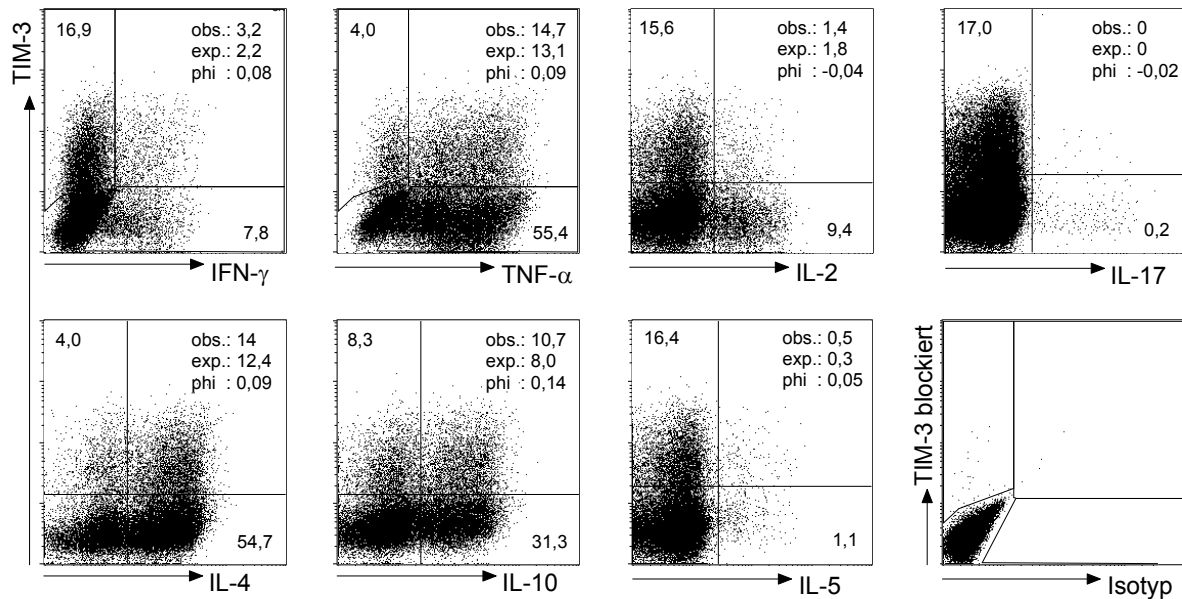 TIM-3
16,9
obs.: 3,2
exp.: 2,2
phi : 0,08
7,8
IFN-γ
4,0
obs.: 14,7
exp.: 13,1
phi : 0,09
55,4
TNF-α
15,6
obs.: 1,4
exp.: 1,8
phi : -0,04
9,4
IL-2
17,0
obs.: 0
exp.: 0
phi : -0,02
0,2
IL-17
4,0
obs.: 14
exp.: 12,4
phi : 0,09
54,7
IL-4
8,3
obs.: 10,7
exp.: 8,0
phi : 0,14
31,3
IL-10
16,4
obs.: 0,5
exp.: 0,3
phi : 0,05
1,1
IL-5
TIM-3 blockiert
Isotyp